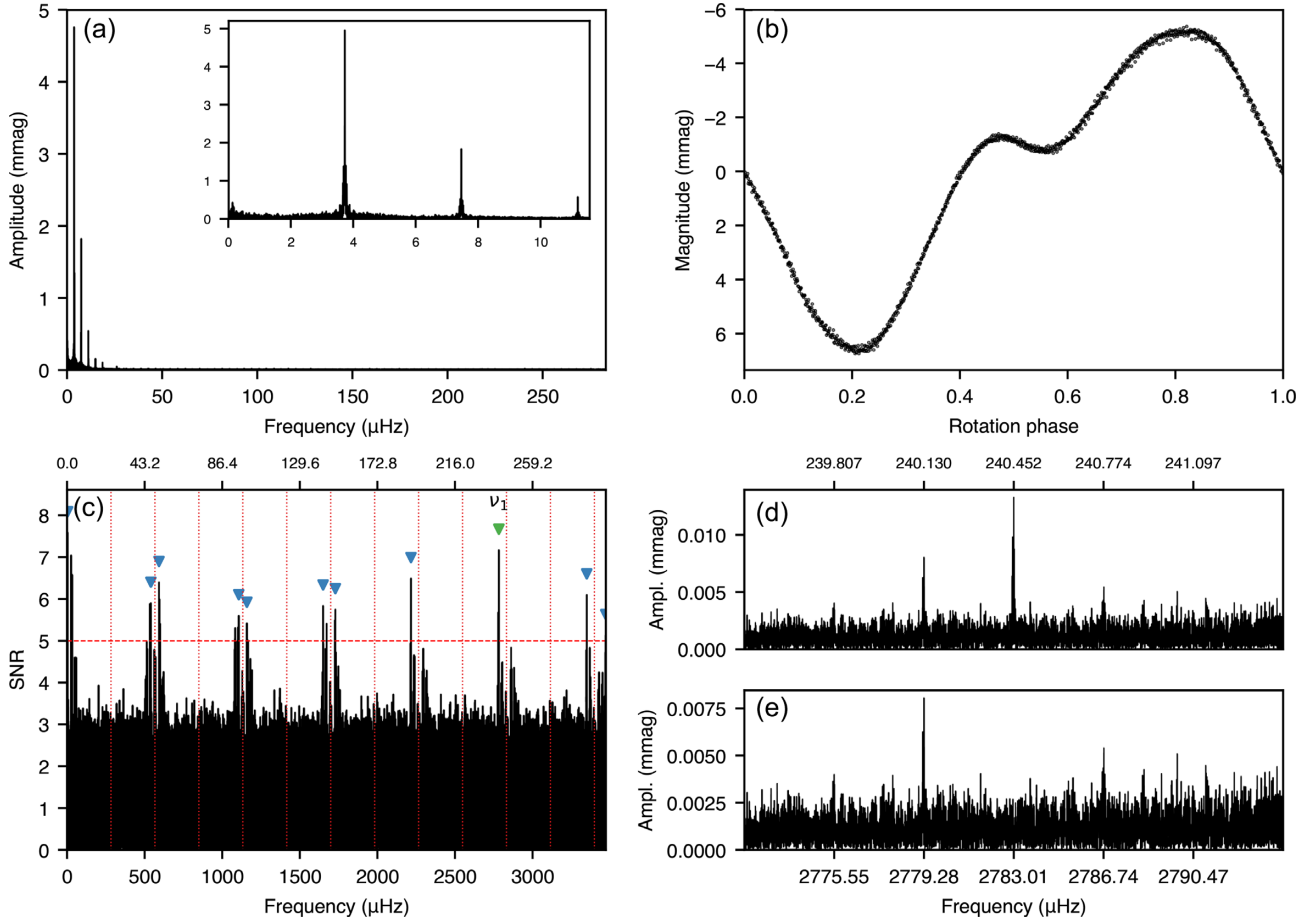 (a)
Amplitude (mmag)
5
4
3
2
1
0
0 50 100 150 200 250
Frequency (μHz)
5
4
3
2
1
0
0 2 4 6 8 10
(b)
Magnitude (mmag)
−6
−4
−2
0
2
4
6
0.0 0.2 0.4 0.6 0.8 1.0
Rotation phase
0.0 43.2 86.4 129.6 172.8 216.0 259.2
(c)
ν1
SNR
8
7
6
5
4
3
2
1
0
0 500 1000 1500 2000 2500 3000
Frequency (μHz)
239.807 240.130 240.452 240.774 241.097
(d)
Ampl. (mmag)
0.010
0.005
0.000
(e)
Ampl. (mmag)
0.0075
0.0050
0.0025
0.0000
2775.55 2779.28 2783.01 2786.74 2790.47
Frequency (μHz)